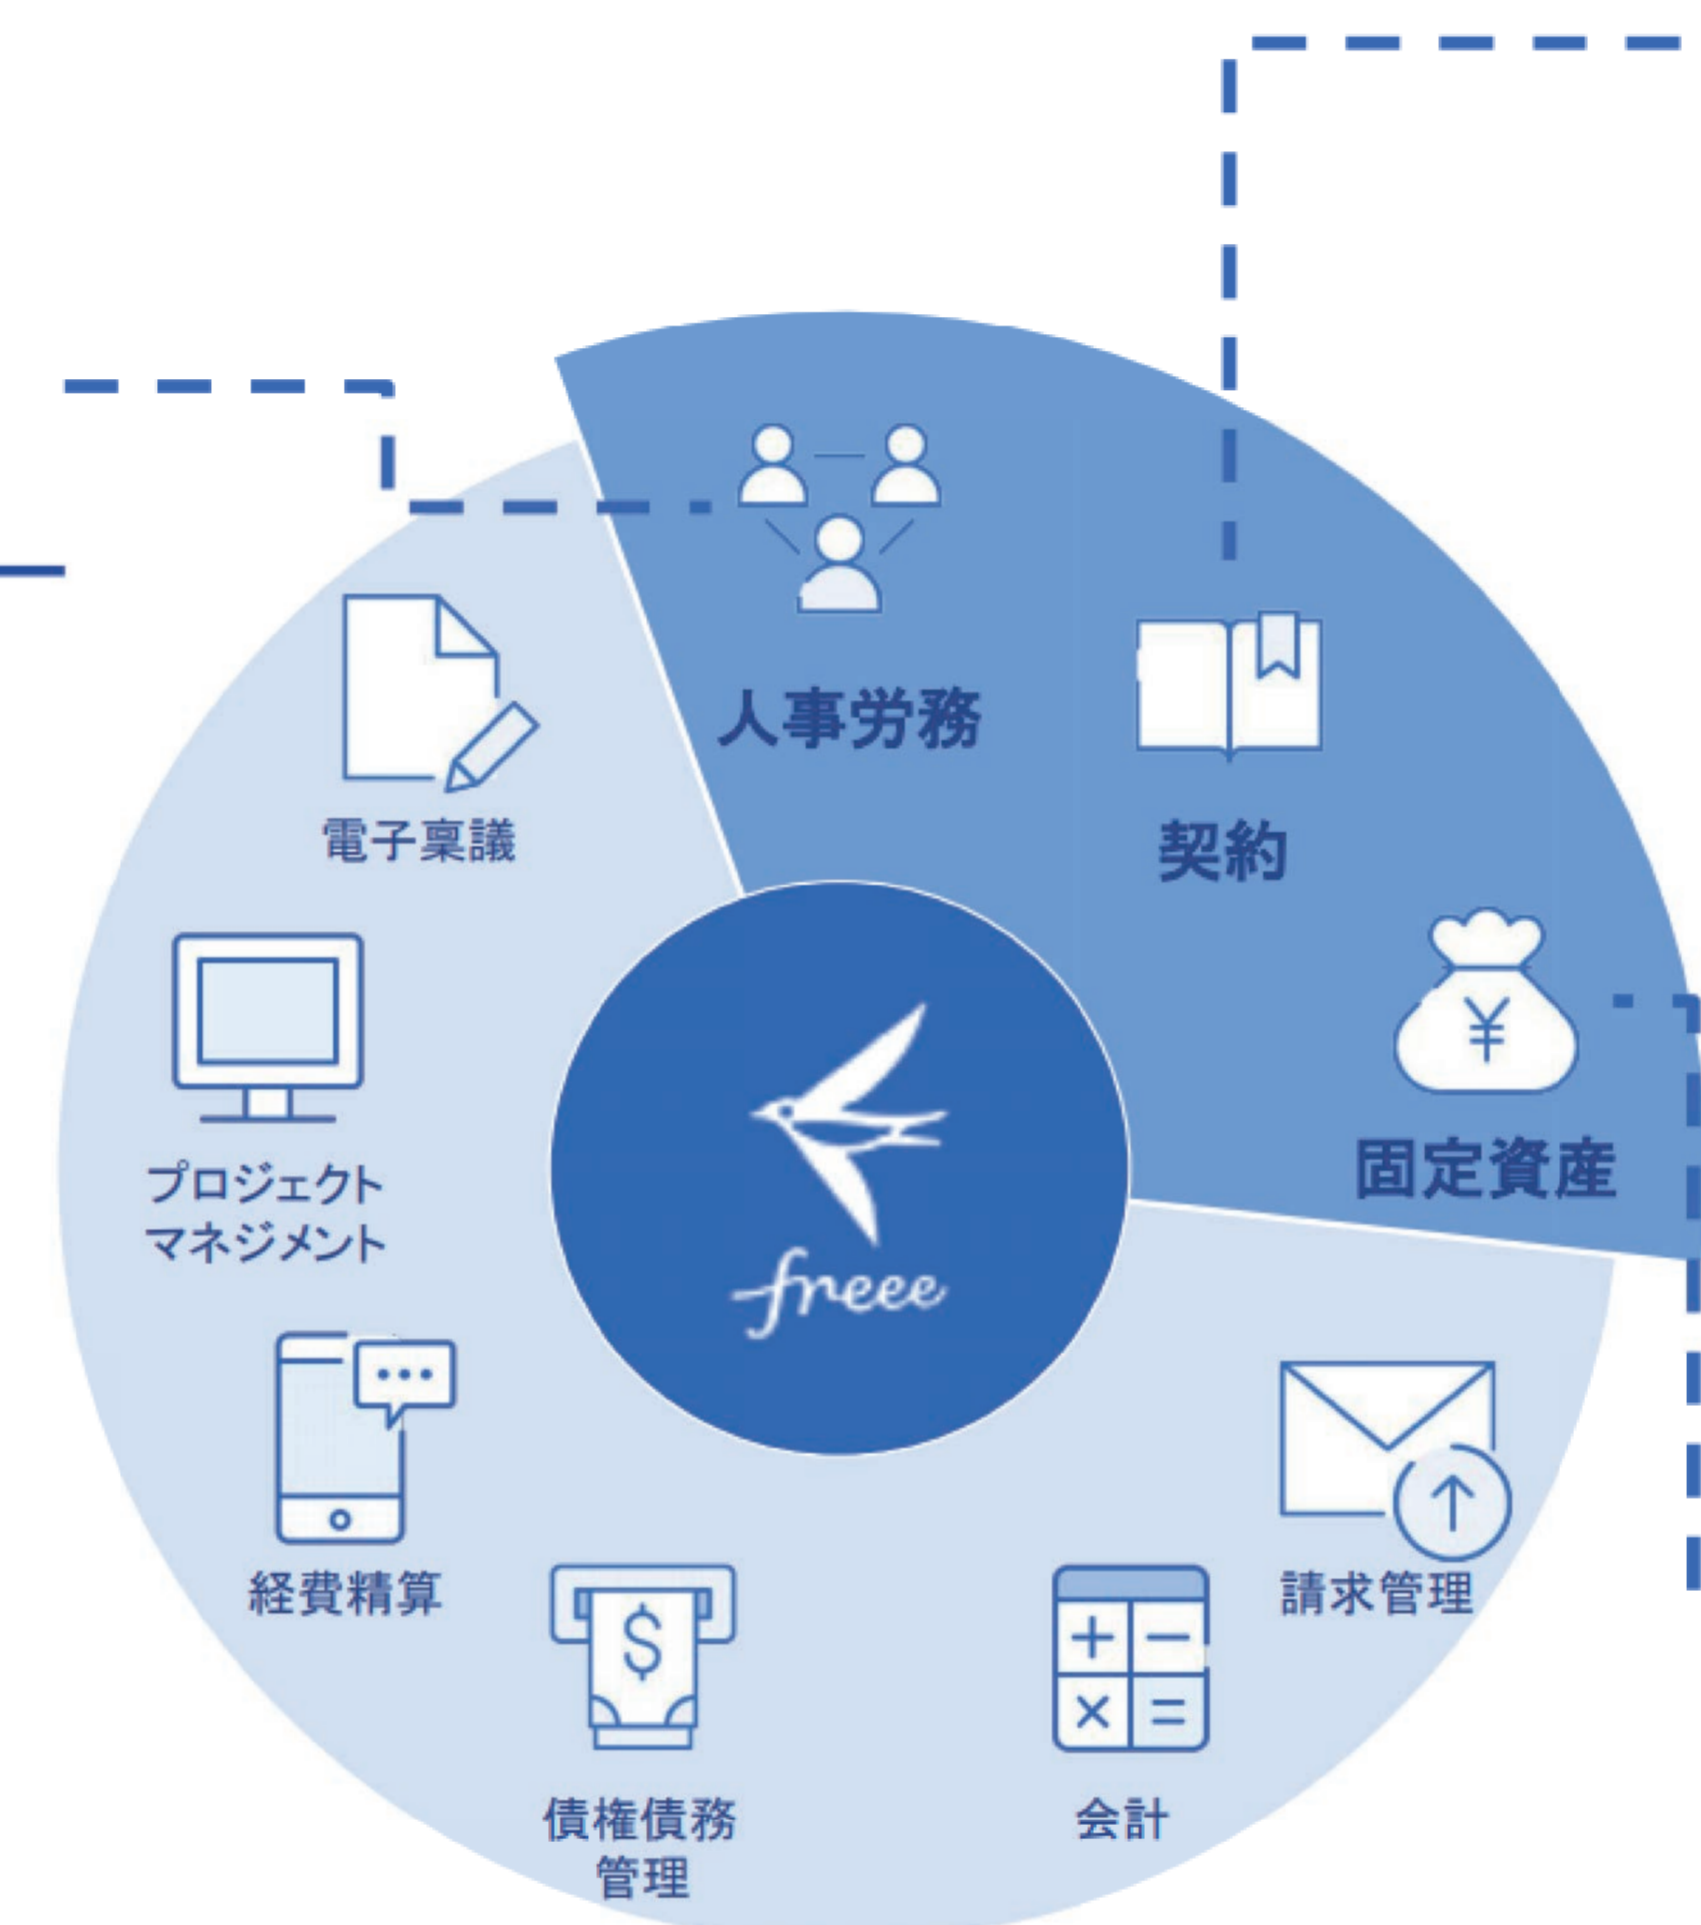 人事労務
契約
固定資産
電子稟議
プロジェクト
マネジメント
freee
経費精算
請求管理
債権債務
管理
会計
¥
$